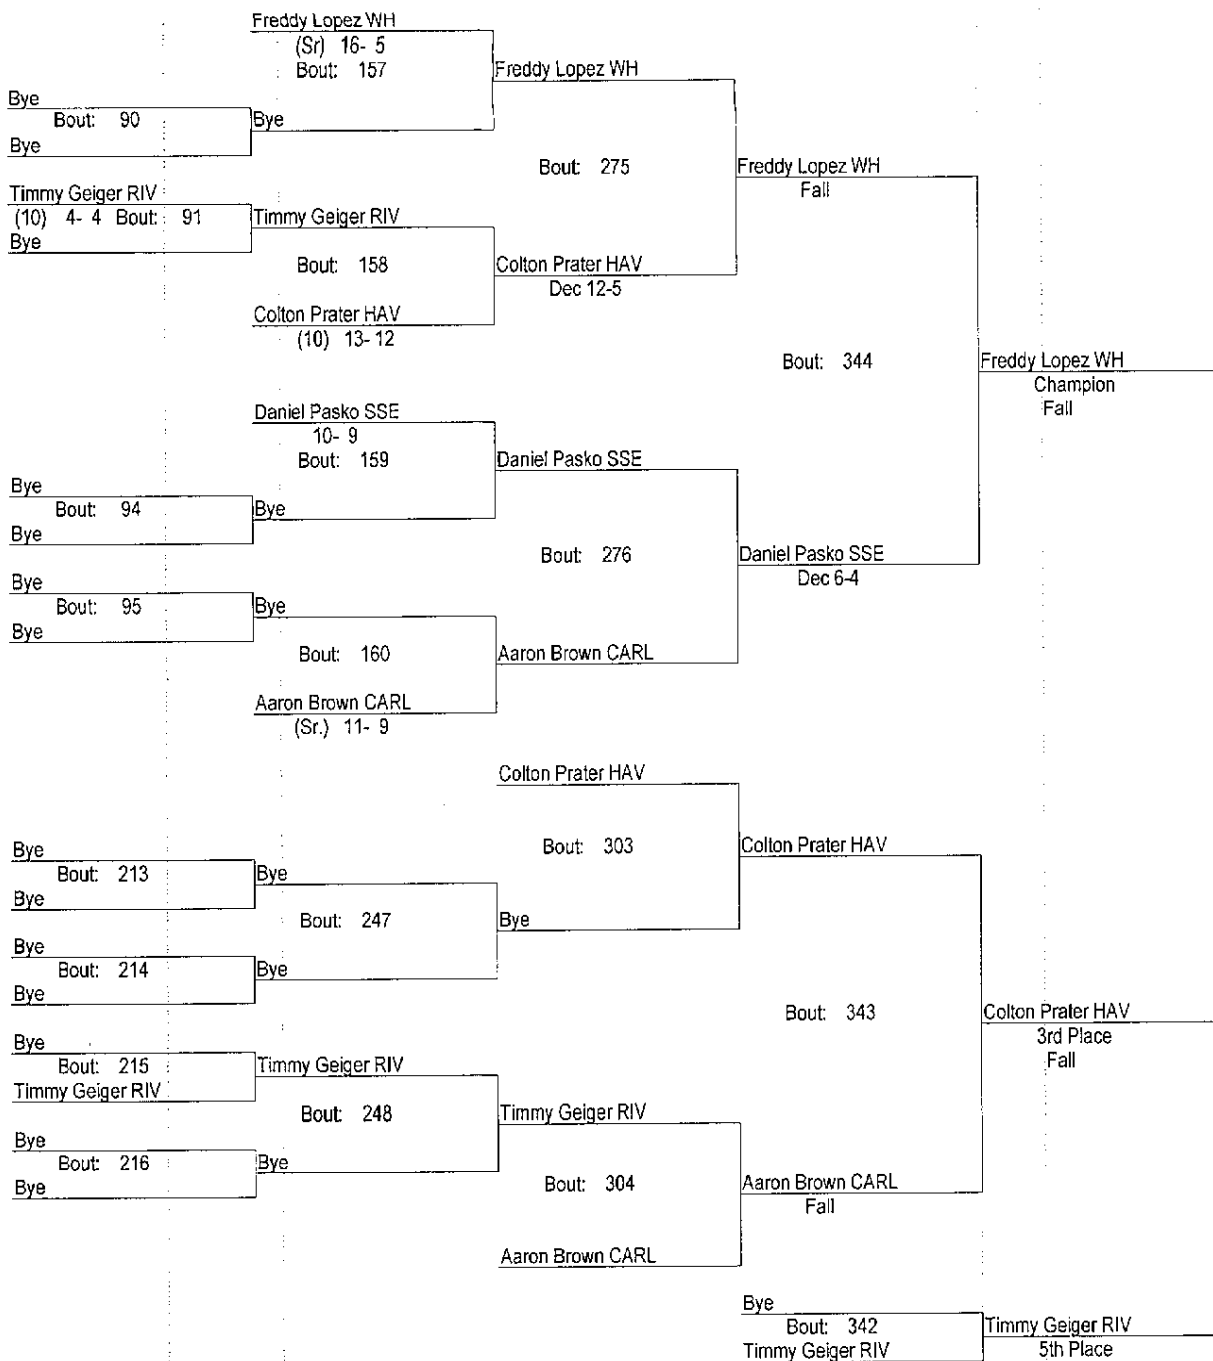 Freddy Lopez WH
(Sr) 16- 5
Bout: 157
Freddy Lopez WH
Bye
Bout: 90
Bye
Bye
Bout: 275
Freddy Lopez WH
Fall
Timmy Geiger RIV
(10) 4- 4 Bout: 91
Timmy Geiger RIV
Bye
Bout: 158
Colton Prater HAV
Dec 12-5
Colton Prater HAV
(10) 13- 12
Bout: 344
Freddy Lopez WH
Champion
Fall
Daniel Pasko SSE
10- 9
Bout: 159
Daniel Pasko SSE
Bye
Bout: 94
Bye
Bye
Bout: 276
Daniel Pasko SSE
Dec 6-4
Bye
Bout: 95
Bye
Bye
Bout: 160
Aaron Brown CARL
Aaron Brown CARL
(Sr.) 11- 9
Colton Prater HAV
Bout: 303
Colton Prater HAV
Bye
Bout: 213
Bye
Bye
Bout: 247
Bye
Bye
Bout: 214
Bye
Bye
Bout: 343
Colton Prater HAV
3rd Place
Fall
Bye
Bout: 215
Timmy Geiger RIV
Timmy Geiger RIV
Bout: 248
Timmy Geiger RIV
Bye
Bout: 216
Bye
Bye
Bout: 304
Aaron Brown CARL
Fall
Aaron Brown CARL
Bye
Bout: 342
Timmy Geiger RIV
Timmy Geiger RIV
5th Place